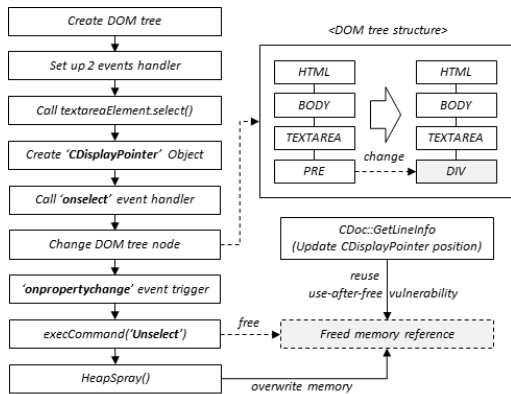 Create DOM tree
Set up 2 events handler
Call textareaElement.select()
Create ‘CDisplayPointer’ Object
Call ‘onselect’ event handler
Change DOM tree node
‘onpropertychange’ event trigger
execCommand(‘Unselect’)
HeapSpray()
<DOM tree structure>
HTML
BODY
TEXTAREA
PRE
change
HTML
BODY
TEXTAREA
DIV
CDoc::GetLineInfo
(Update CDisplayPointer position)
reuse
use-after-free vulnerability
free
Freed memory reference
overwrite memory